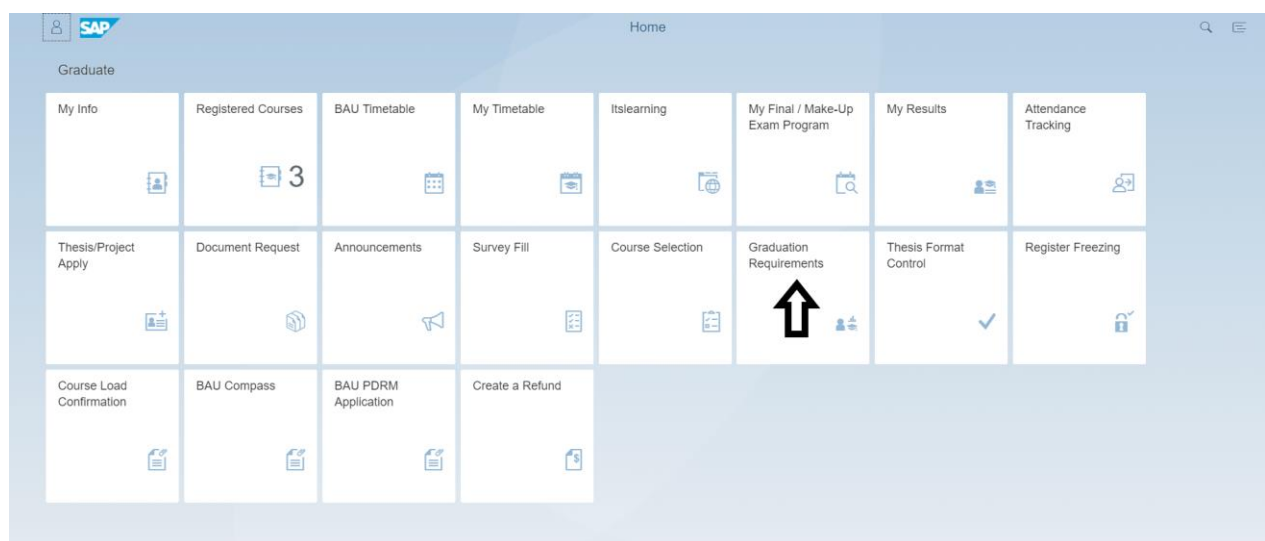 SAP
Home
Graduate
My Info
Registered Courses
3
BAU Timetable
My Timetable
Itslearning
My Final / Make-Up
Exam Program
My Results
Attendance
Tracking
Thesis/Project
Apply
Document Request
Announcements
Survey Fill
Course Selection
Graduation
Requirements
Thesis Format
Control
Register Freezing
Course Load
Confirmation
BAU Compass
BAU PDRM
Application
Create a Refund
$